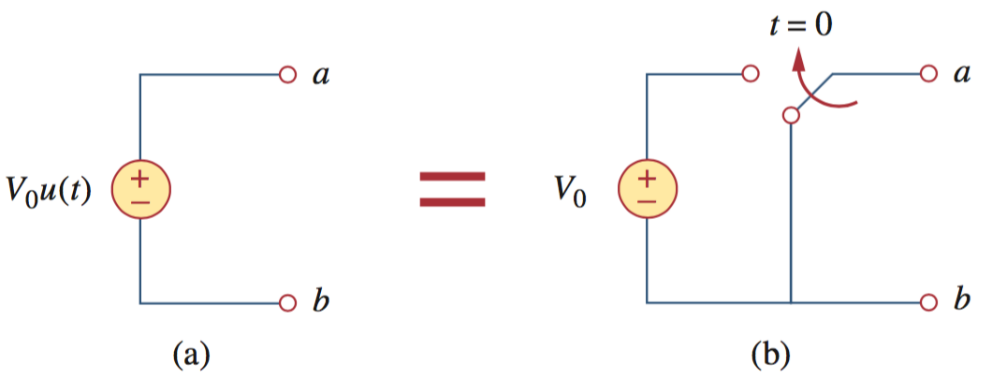 t = 0
a
a
V₀u(t)
+
−
=
V₀
+
−
b
b
(a)
(b)